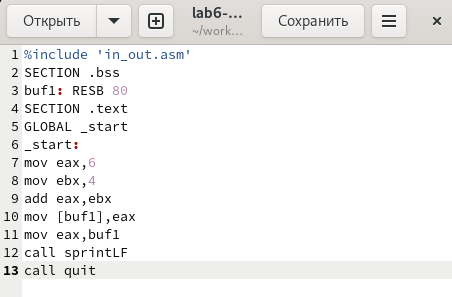 Открыть
lab6-...
~/work...
Сохранить
1 %include 'in_out.asm'
2 SECTION .bss
3 buf1: RESB 80
4 SECTION .text
5 GLOBAL _start
6 _start:
7 mov eax,6
8 mov ebx,4
9 add eax,ebx
10 mov [buf1],eax
11 mov eax,buf1
12 call sprintLF
13 call quit